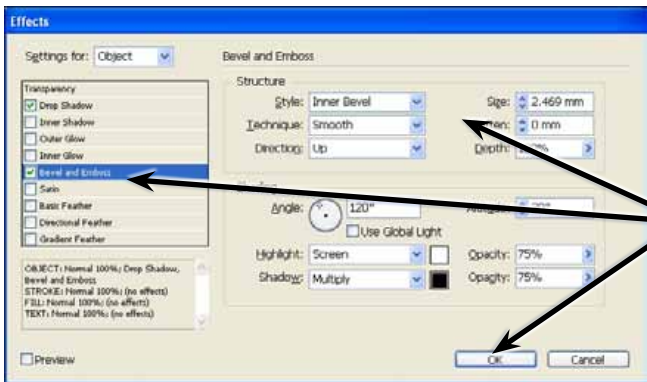 Effects
Settings for: Object
Bevel and Emboss
Transparency
Drop Shadow
Inner Shadow
Outer Glow
Inner Glow
Bevel and Emboss
Satin
Basic Feather
Directional Feather
Gradient Feather
OBJECT: Normal 100%; Drop Shadow,
Bevel and Emboss
STROKE: Normal 100%; (no effects)
FILL: Normal 100%; (no effects)
TEXT: Normal 100%; (no effects)
Preview
Structure
Style: Inner Bevel
Size: 2.469 mm
Technique: Smooth
0 mm
Direction: Up
Depth:
Angle: 120°
Use Global Light
Highlight: Screen
Opacity: 75%
Shadow: Multiply
Opacity: 75%
OK
Cancel